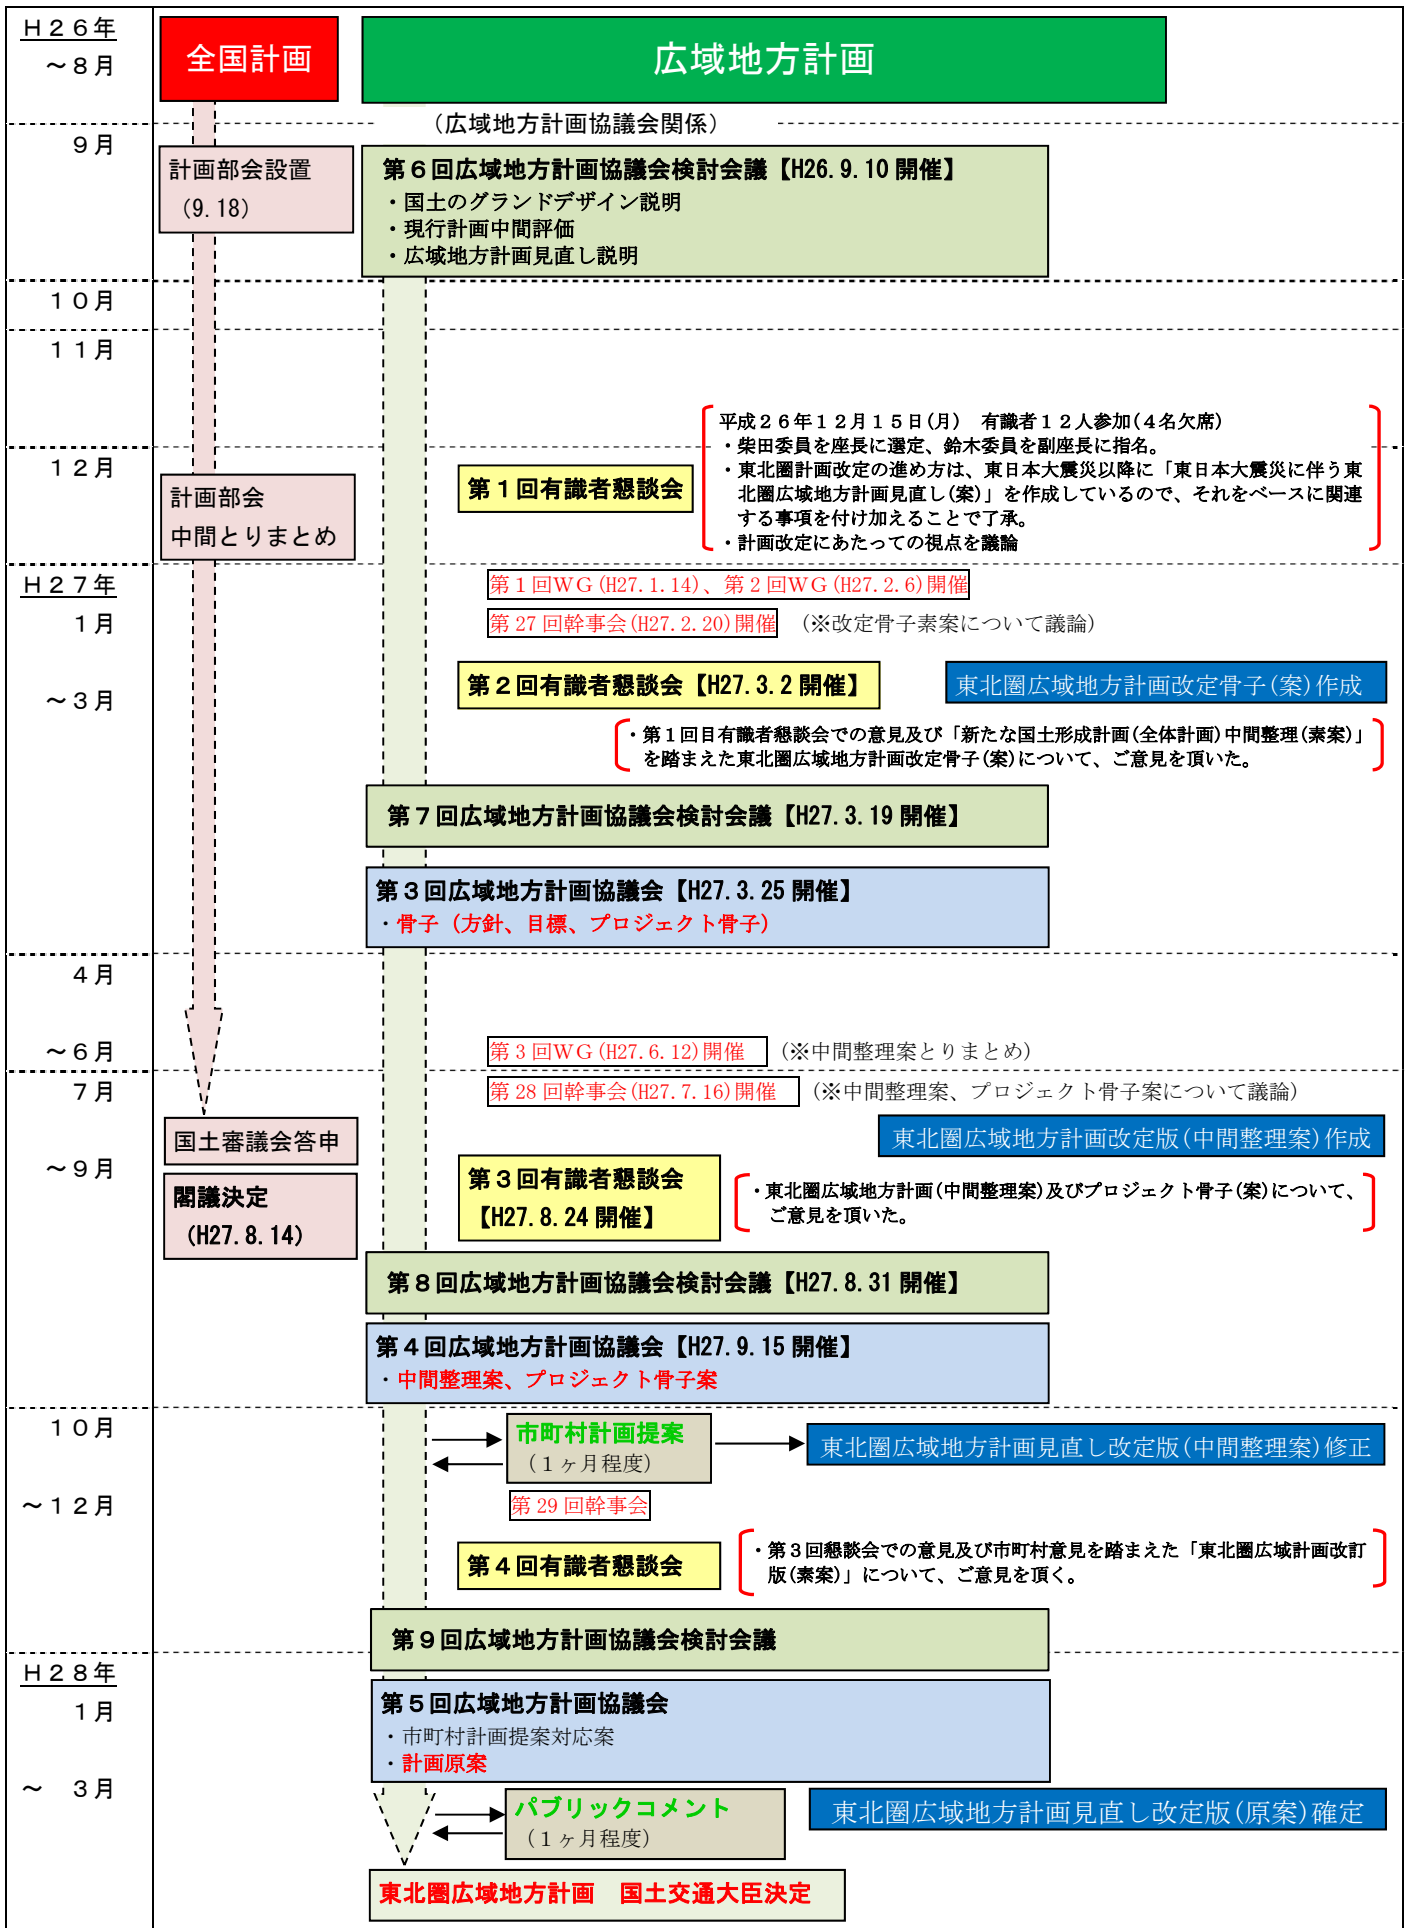 Ｈ２６年
～８月
全国計画
広域地方計画
（広域地方計画協議会関係）
９月
計画部会設置
（9.18）
第６回広域地方計画協議会検討会議【H26.9.10 開催】
・国土のグランドデザイン説明
・現行計画中間評価
・広域地方計画見直し説明
１０月
１１月
平成２６年１２月１５日(月)　有識者１２人参加(４名欠席)
・柴田委員を座長に選定、鈴木委員を副座長に指名。
・東北圏計画改定の進め方は、東日本大震災以降に「東日本大震災に伴う東
北圏広域地方計画見直し(案)」を作成しているので、それをベースに関連
する事項を付け加えることで了承。
・計画改定にあたっての視点を議論
１２月
計画部会
中間とりまとめ
第１回有識者懇談会
Ｈ２７年
１月
～３月
第１回ＷＧ(H27.1.14)、第２回ＷＧ(H27.2.6)開催
第 27 回幹事会(H27.2.20)開催　（※改定骨子素案について議論）
第２回有識者懇談会【H27.3.2 開催】
東北圏広域地方計画改定骨子(案)作成
・第１回目有識者懇談会での意見及び「新たな国土形成計画(全体計画)中間整理(素案)」
を踏まえた東北圏広域地方計画改定骨子(案)について、ご意見を頂いた。
第７回広域地方計画協議会検討会議【H27.3.19 開催】
第３回広域地方計画協議会【H27.3.25 開催】
・骨子（方針、目標、プロジェクト骨子）
４月
～６月
第３回ＷＧ(H27.6.12)開催　（※中間整理案とりまとめ）
７月
～９月
第 28 回幹事会(H27.7.16)開催　（※中間整理案、プロジェクト骨子案について議論）
東北圏広域地方計画改定版(中間整理案)作成
国土審議会答申
閣議決定
（H27.8.14）
第３回有識者懇談会
【H27.8.24 開催】
・東北圏広域地方計画(中間整理案)及びプロジェクト骨子(案)について、
ご意見を頂いた。
第８回広域地方計画協議会検討会議【H27.8.31 開催】
第４回広域地方計画協議会【H27.9.15 開催】
・中間整理案、プロジェクト骨子案
１０月
～１２月
市町村計画提案
（１ヶ月程度）
東北圏広域地方計画見直し改定版(中間整理案)修正
第 29 回幹事会
第４回有識者懇談会
・第３回懇談会での意見及び市町村意見を踏まえた「東北圏広域計画改訂
版(素案)」について、ご意見を頂く。
第９回広域地方計画協議会検討会議
Ｈ２８年
１月
～　３月
第５回広域地方計画協議会
・市町村計画提案対応案
・計画原案
パブリックコメント
（１ヶ月程度）
東北圏広域地方計画見直し改定版(原案)確定
東北圏広域地方計画　国土交通大臣決定